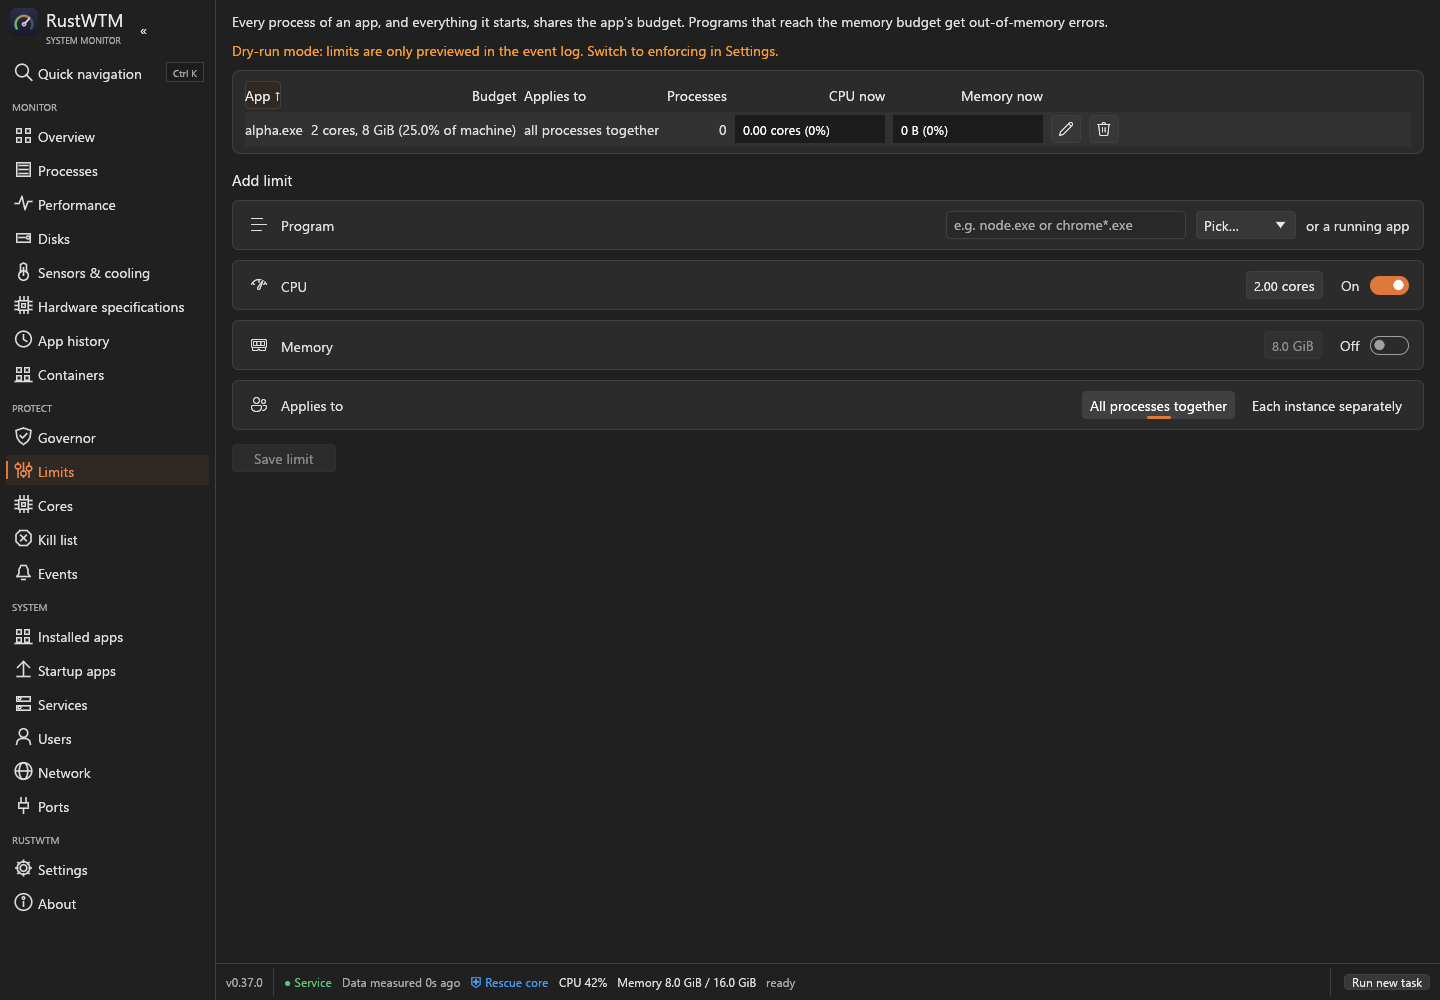 RustWTM
SYSTEM MONITOR
«
Quick navigation
Ctrl K
MONITOR
Overview
Processes
Performance
Disks
Sensors & cooling
Hardware specifications
App history
Containers
PROTECT
Governor
Limits
Cores
Kill list
Events
SYSTEM
Installed apps
Startup apps
Services
Users
Network
Ports
RUSTWTM
Settings
About
Every process of an app, and everything it starts, shares the app's budget. Programs that reach the memory budget get out-of-memory errors.
Dry-run mode: limits are only previewed in the event log. Switch to enforcing in Settings.
App ↑ Budget Applies to Processes CPU now Memory now
alpha.exe 2 cores, 8 GiB (25.0% of machine) all processes together 0 0.00 cores (0%) 0 B (0%)
Add limit
Program e.g. node.exe or chrome*.exe Pick... or a running app
CPU 2.00 cores On
Memory 8.0 GiB Off
Applies to All processes together Each instance separately
Save limit
v0.37.0 Service Data measured 0s ago Rescue core CPU 42% Memory 8.0 GiB / 16.0 GiB ready Run new task